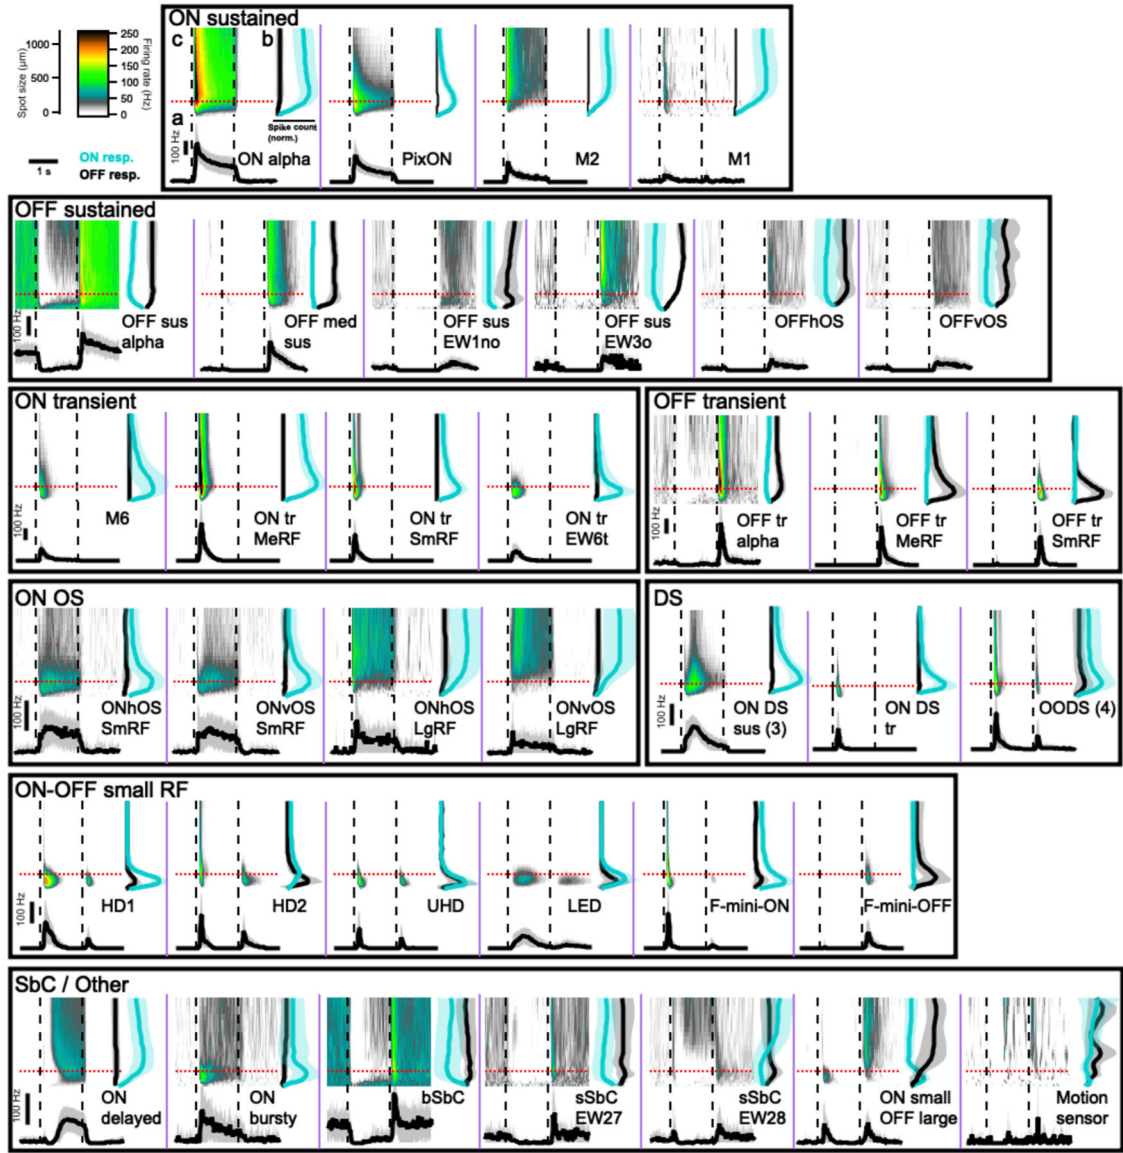 ON sustained
c
b
a
1000
500
0
Spot size (µm)
250
200
150
100
50
0
Firing rate
(Hz)
Spike count
(norm.)
100 Hz
1 s
ON resp.
OFF resp.
ON alpha
PixON
M2
M1
OFF sustained
100 Hz
OFF sus
alpha
OFF med
sus
OFF sus
EW1no
OFF sus
EW3o
OFFhOS
OFFvOS
ON transient
100 Hz
M6
ON tr
MeRF
ON tr
SmRF
ON tr
EW6t
OFF transient
100 Hz
OFF tr
alpha
OFF tr
MeRF
OFF tr
SmRF
ON OS
100 Hz
ONhOS
SmRF
ONvOS
SmRF
ONhOS
LgRF
ONvOS
LgRF
DS
100 Hz
ON DS
sus (3)
ON DS
tr
OODS (4)
ON-OFF small RF
100 Hz
HD1
HD2
UHD
LED
F-mini-ON
F-mini-OFF
SbC / Other
100 Hz
ON
delayed
ON
bursty
bSbC
sSbC
EW27
sSbC
EW28
ON small
OFF large
Motion
sensor